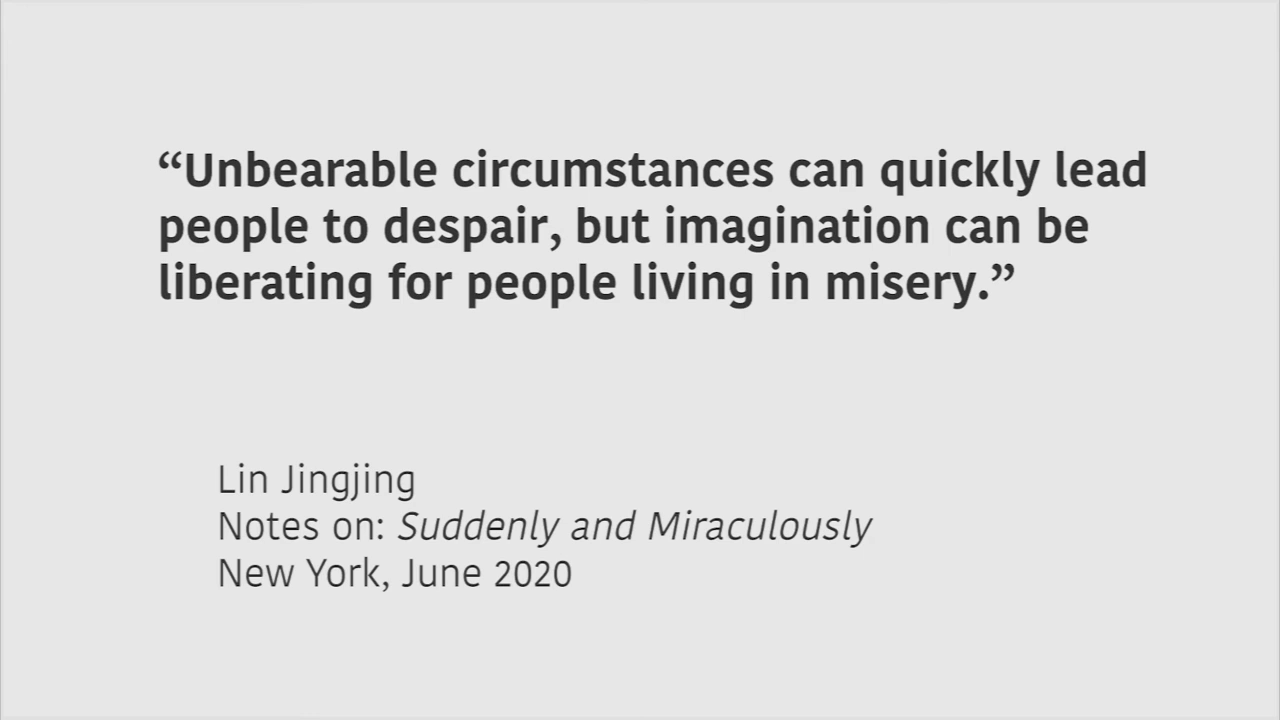 “Unbearable circumstances can quickly lead
people to despair, but imagination can be
liberating for people living in misery.”
Lin Jingjing
Notes on: Suddenly and Miraculously
New York, June 2020